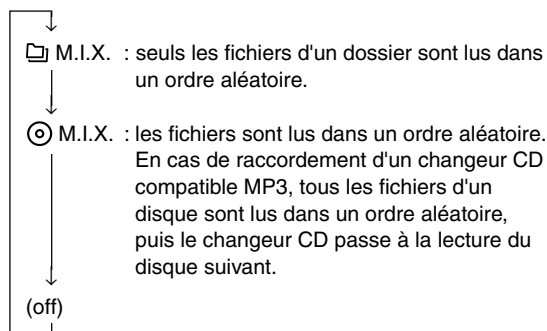 M.I.X. : seuls les fichiers d'un dossier sont lus dans
un ordre aléatoire.
M.I.X. : les fichiers sont lus dans un ordre aléatoire.
En cas de raccordement d'un changeur CD
compatible MP3, tous les fichiers d'un
disque sont lus dans un ordre aléatoire,
puis le changeur CD passe à la lecture du
disque suivant.
(off)